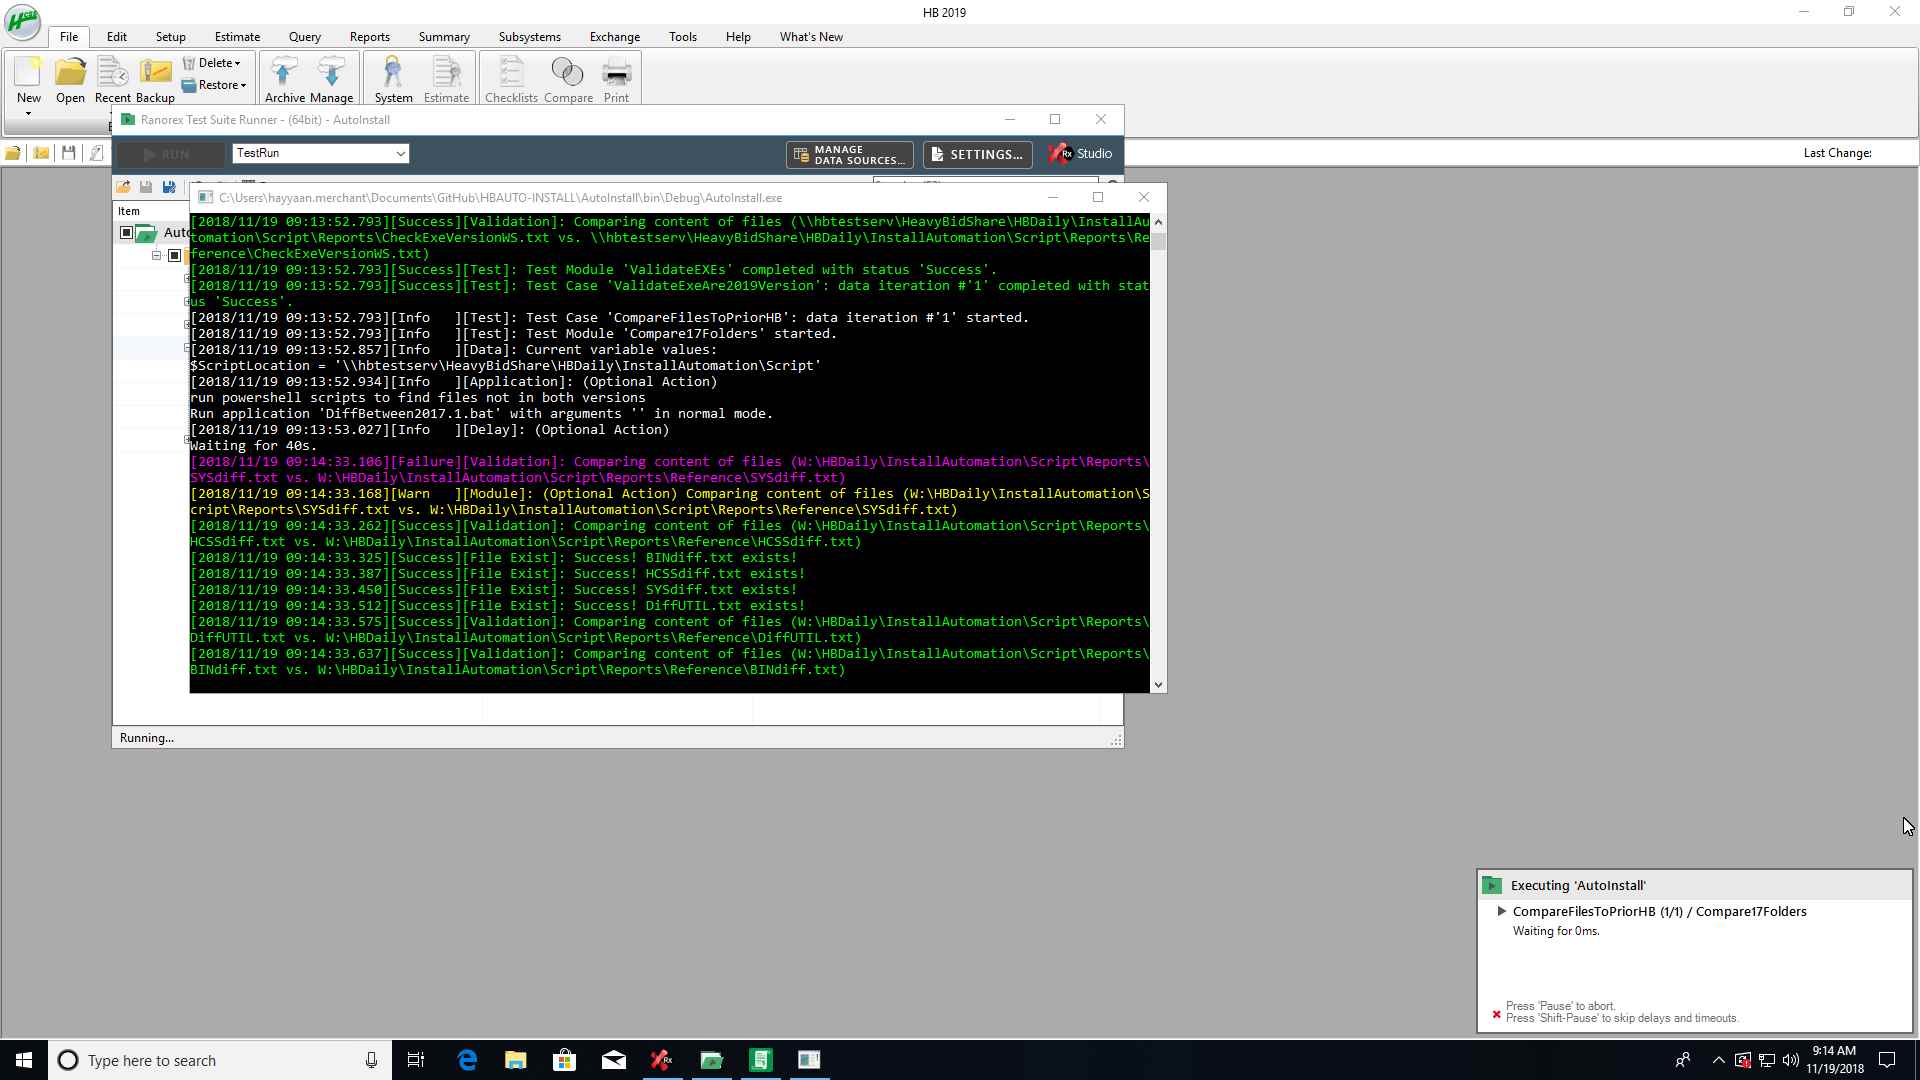 HB 2019
File Edit Setup Estimate Query Reports Summary Subsystems Exchange Tools Help What's New
Delete
Restore
New Open Recent Backup Archive Manage System Estimate Checklists Compare Print
Ranorex Test Suite Runner - (64bit) - AutoInstall
RUN TestRun MANAGE DATA SOURCES... SETTINGS... Rx Studio
Last Change:
Item
C:\Users\hayyaan.merchant\Documents\GitHub\HBAUTO-INSTALL\AutoInstall\bin\Debug\AutoInstall.exe
Auto
[2018/11/19 09:13:52.793][Success][Validation]: Comparing content of files (\\hbtestserv\HeavyBidShare\HBDaily\InstallAu
tomation\Script\Reports\CheckExeVersionWS.txt vs. \\hbtestserv\HeavyBidShare\HBDaily\InstallAutomation\Script\Reports\Re
ference\CheckExeVersionWS.txt)
[2018/11/19 09:13:52.793][Success][Test]: Test Module 'ValidateEXEs' completed with status 'Success'.
[2018/11/19 09:13:52.793][Success][Test]: Test Case 'ValidateExeAre2019Version': data iteration #'1' completed with stat
us 'Success'.
[2018/11/19 09:13:52.793][Info   ][Test]: Test Case 'CompareFilesToPriorHB': data iteration #'1' started.
[2018/11/19 09:13:52.793][Info   ][Test]: Test Module 'Compare17Folders' started.
[2018/11/19 09:13:52.857][Info   ][Data]: Current variable values:
$ScriptLocation = '\\hbtestserv\HeavyBidShare\HBDaily\InstallAutomation\Script'
[2018/11/19 09:13:52.934][Info   ][Application]: (Optional Action)
run powershell scripts to find files not in both versions
Run application 'DiffBetween2017.1.bat' with arguments '' in normal mode.
[2018/11/19 09:13:53.027][Info   ][Delay]: (Optional Action)
Waiting for 40s.
[2018/11/19 09:14:33.106][Failure][Validation]: Comparing content of files (W:\HBDaily\InstallAutomation\Script\Reports\
SYSdiff.txt vs. W:\HBDaily\InstallAutomation\Script\Reports\Reference\SYSdiff.txt)
[2018/11/19 09:14:33.168][Warn   ][Module]: (Optional Action) Comparing content of files (W:\HBDaily\InstallAutomation\S
cript\Reports\SYSdiff.txt vs. W:\HBDaily\InstallAutomation\Script\Reports\Reference\SYSdiff.txt)
[2018/11/19 09:14:33.262][Success][Validation]: Comparing content of files (W:\HBDaily\InstallAutomation\Script\Reports\
HCSSdiff.txt vs. W:\HBDaily\InstallAutomation\Script\Reports\Reference\HCSSdiff.txt)
[2018/11/19 09:14:33.325][Success][File Exist]: Success! BINdiff.txt exists!
[2018/11/19 09:14:33.387][Success][File Exist]: Success! HCSSdiff.txt exists!
[2018/11/19 09:14:33.450][Success][File Exist]: Success! SYSdiff.txt exists!
[2018/11/19 09:14:33.512][Success][File Exist]: Success! DiffUTIL.txt exists!
[2018/11/19 09:14:33.575][Success][Validation]: Comparing content of files (W:\HBDaily\InstallAutomation\Script\Reports\
DiffUTIL.txt vs. W:\HBDaily\InstallAutomation\Script\Reports\Reference\DiffUTIL.txt)
[2018/11/19 09:14:33.637][Success][Validation]: Comparing content of files (W:\HBDaily\InstallAutomation\Script\Reports\
BINdiff.txt vs. W:\HBDaily\InstallAutomation\Script\Reports\Reference\BINdiff.txt)
Running...
Executing 'AutoInstall'
CompareFilesToPriorHB (1/1) / Compare17Folders
Waiting for 0ms.
Press 'Pause' to abort.
Press 'Shift-Pause' to skip delays and timeouts.
Type here to search
9:14 AM
11/19/2018